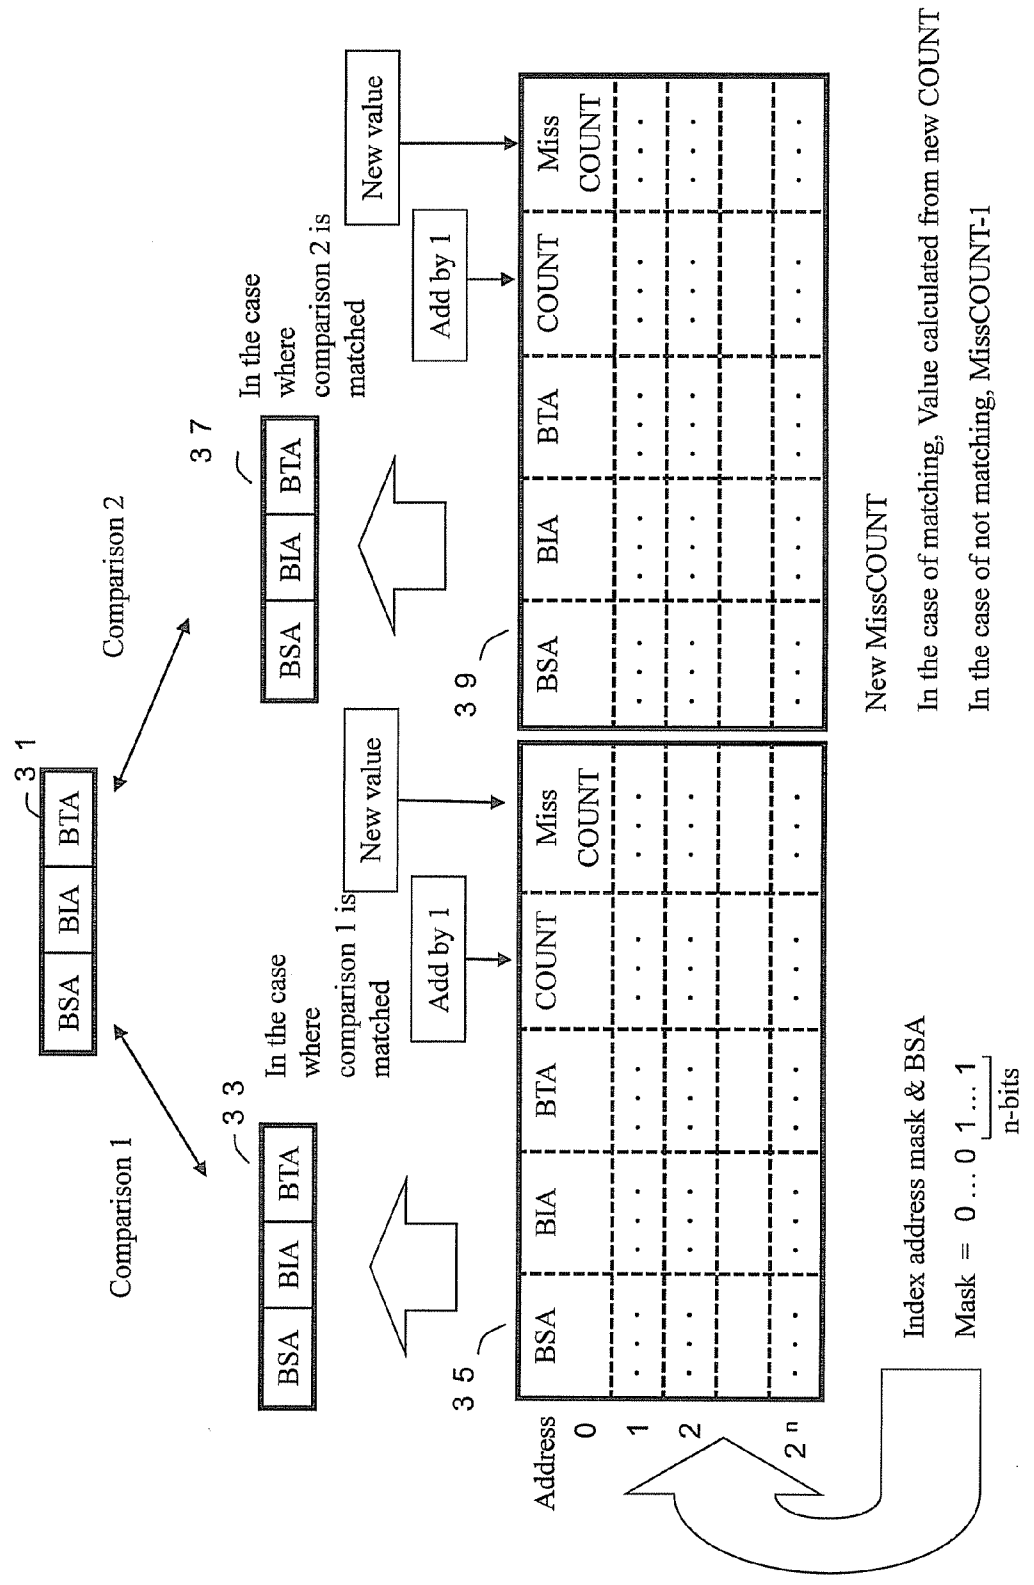 BSA BIA BTA
31
Comparison 1
Comparison 2
33
BSA BIA BTA
In the case
where
comparison 1 is
matched
37
BSA BIA BTA
In the case
where
comparison 2 is
matched
New value
Add by 1
New value
Add by 1
35
39
Address
BSA BIA BTA COUNT Miss
COUNT
BSA BIA BTA COUNT Miss
COUNT
0
1 . . . . . . . . . . . . . . . . . . . . . . . . . . . . . .
2 . . . . . . . . . . . . . . . . . . . . . . . . . . . . . .
2ⁿ . . . . . . . . . . . . . . . . . . . . . . . . . . . . . .
Index address mask & BSA
Mask = 0 ... 0 1 ... 1
n-bits
New MissCOUNT
In the case of matching, Value calculated from new COUNT
In the case of not matching, MissCOUNT-1